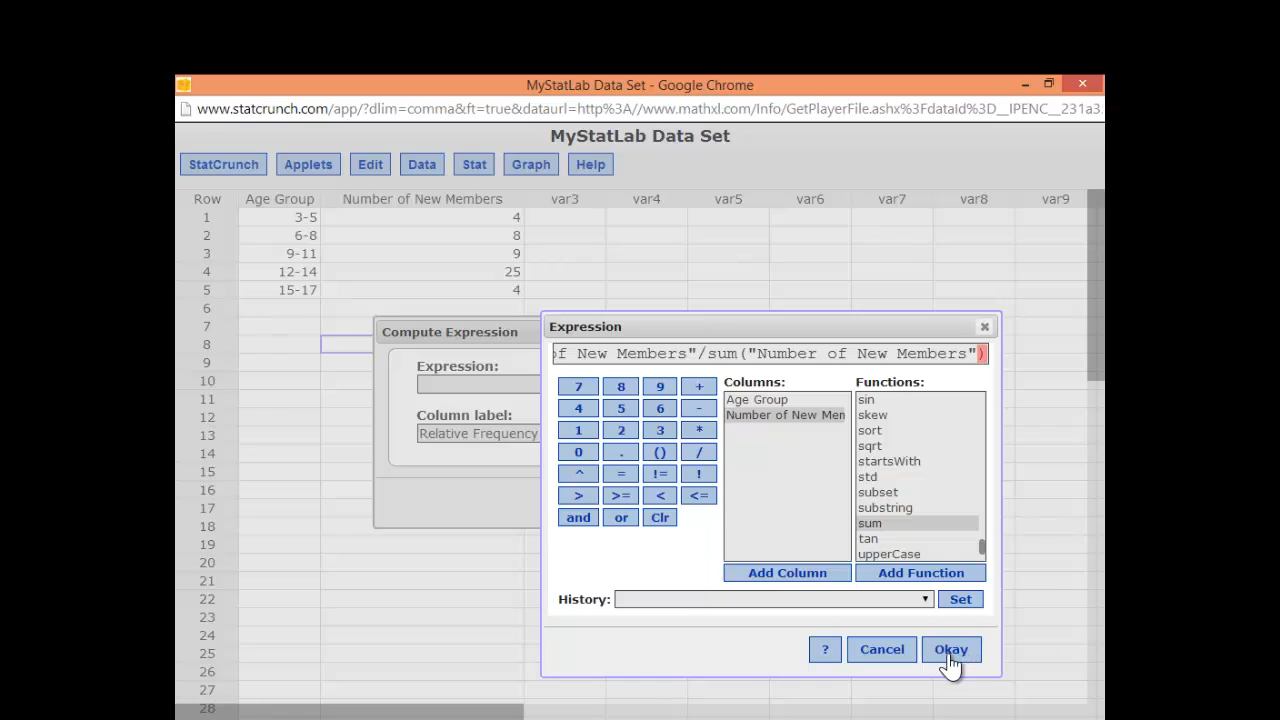 MyStatLab Data Set - Google Chrome
www.statcrunch.com/app/?dlim=comma&ft=true&dataurl=http%3A//www.mathxl.com/Info/GetPlayerFile.ashx%3FdataId%3D__IPENC__231a3
MyStatLab Data Set
StatCrunch Applets Edit Data Stat Graph Help
Row Age Group Number of New Members var3 var4 var5 var6 var7 var8 var9
1 3-5 4
2 6-8 8
3 9-11 9
4 12-14 25
5 15-17 4
6
7
8
9
10
11
12
13
14
15
16
17
18
19
20
21
22
23
24
25
26
27
28
Compute Expression
Expression:
Column label:
Relative Frequency
Expression
of New Members"/sum("Number of New Members")
7 8 9 +
4 5 6 -
1 2 3 *
0 . () /
^ = != !
> >= < <=
and or Clr
Columns:
Age Group
Number of New Mem
Add Column
Functions:
sin
skew
sort
sqrt
startsWith
std
subset
substring
sum
tan
upperCase
Add Function
History: Set
? Cancel Okay